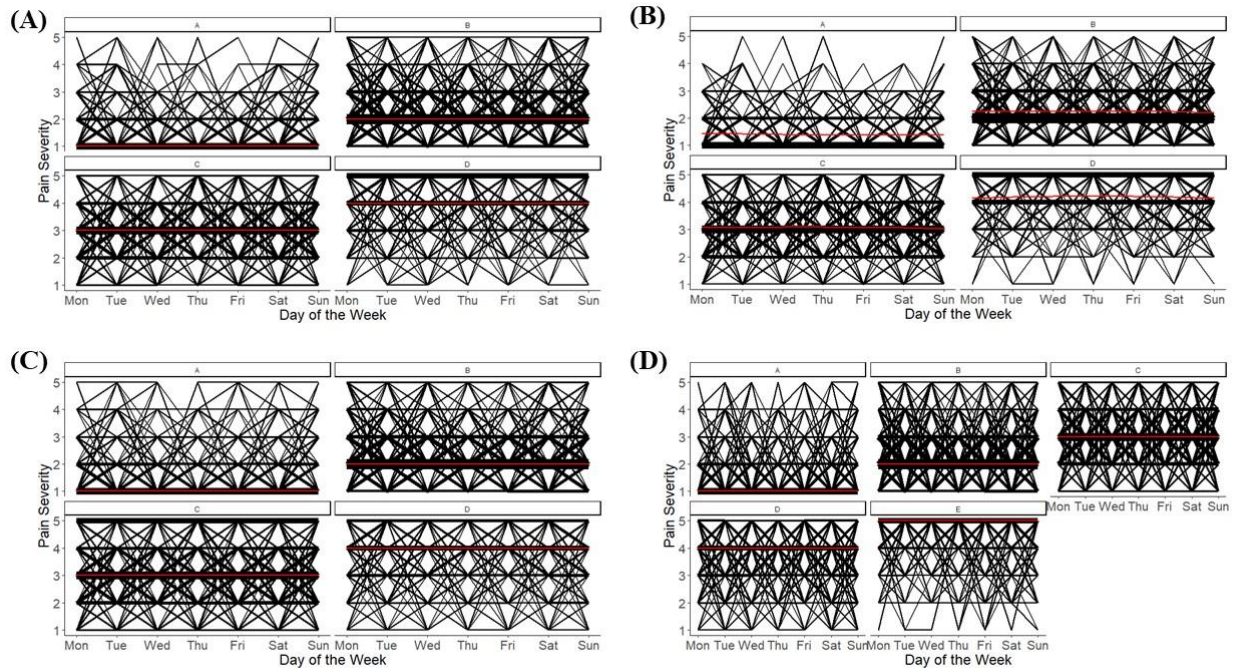 (A)
A
B
5
4
3
2
1
C
D
5
4
3
2
1
Pain Severity
Mon Tue Wed Thu Fri Sat Sun Mon Tue Wed Thu Fri Sat Sun
Day of the Week
(B)
A
B
5
4
3
2
1
C
D
5
4
3
2
1
Pain Severity
Mon Tue Wed Thu Fri Sat Sun Mon Tue Wed Thu Fri Sat Sun
Day of the Week
(C)
A
B
5
4
3
2
1
C
D
5
4
3
2
1
Pain Severity
Mon Tue Wed Thu Fri Sat Sun Mon Tue Wed Thu Fri Sat Sun
Day of the Week
(D)
A
B
C
5
4
3
2
1
Mon Tue Wed Thu Fri Sat Sun
D
E
5
4
3
2
1
Pain Severity
Mon Tue Wed Thu Fri Sat Sun Mon Tue Wed Thu Fri Sat Sun
Day of the Week